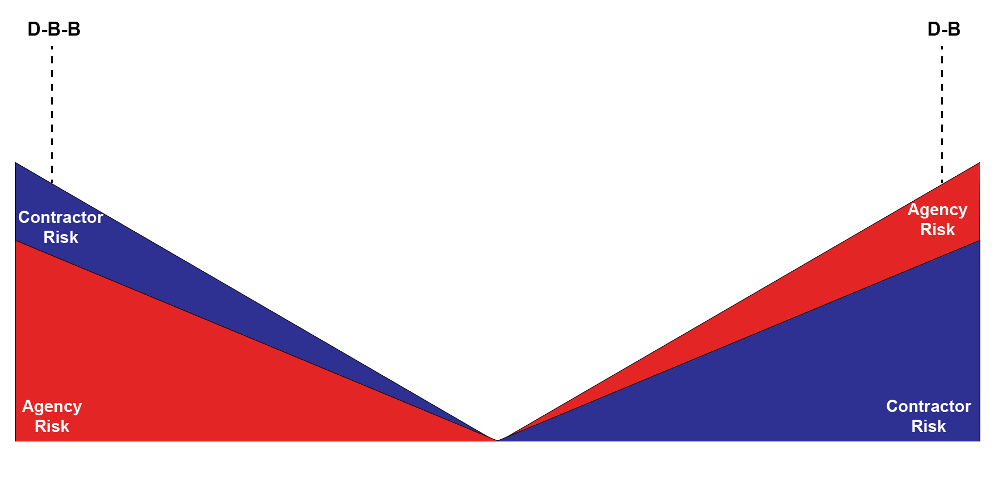 D-B-B
D-B
Contractor
Risk
Agency
Risk
Agency
Risk
Contractor
Risk